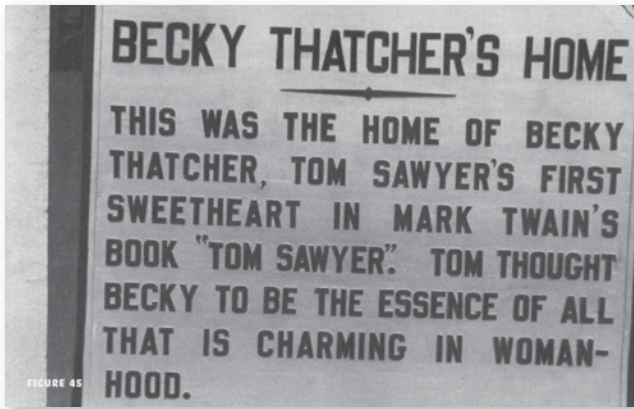 BECKY THATCHER'S HOME
THIS WAS THE HOME OF BECKY
THATCHER, TOM SAWYER'S FIRST
SWEETHEART IN MARK TWAIN'S
BOOK "TOM SAWYER". TOM THOUGHT
BECKY TO BE THE ESSENCE OF ALL
THAT IS CHARMING IN WOMAN-
HOOD.
FIGURE 45